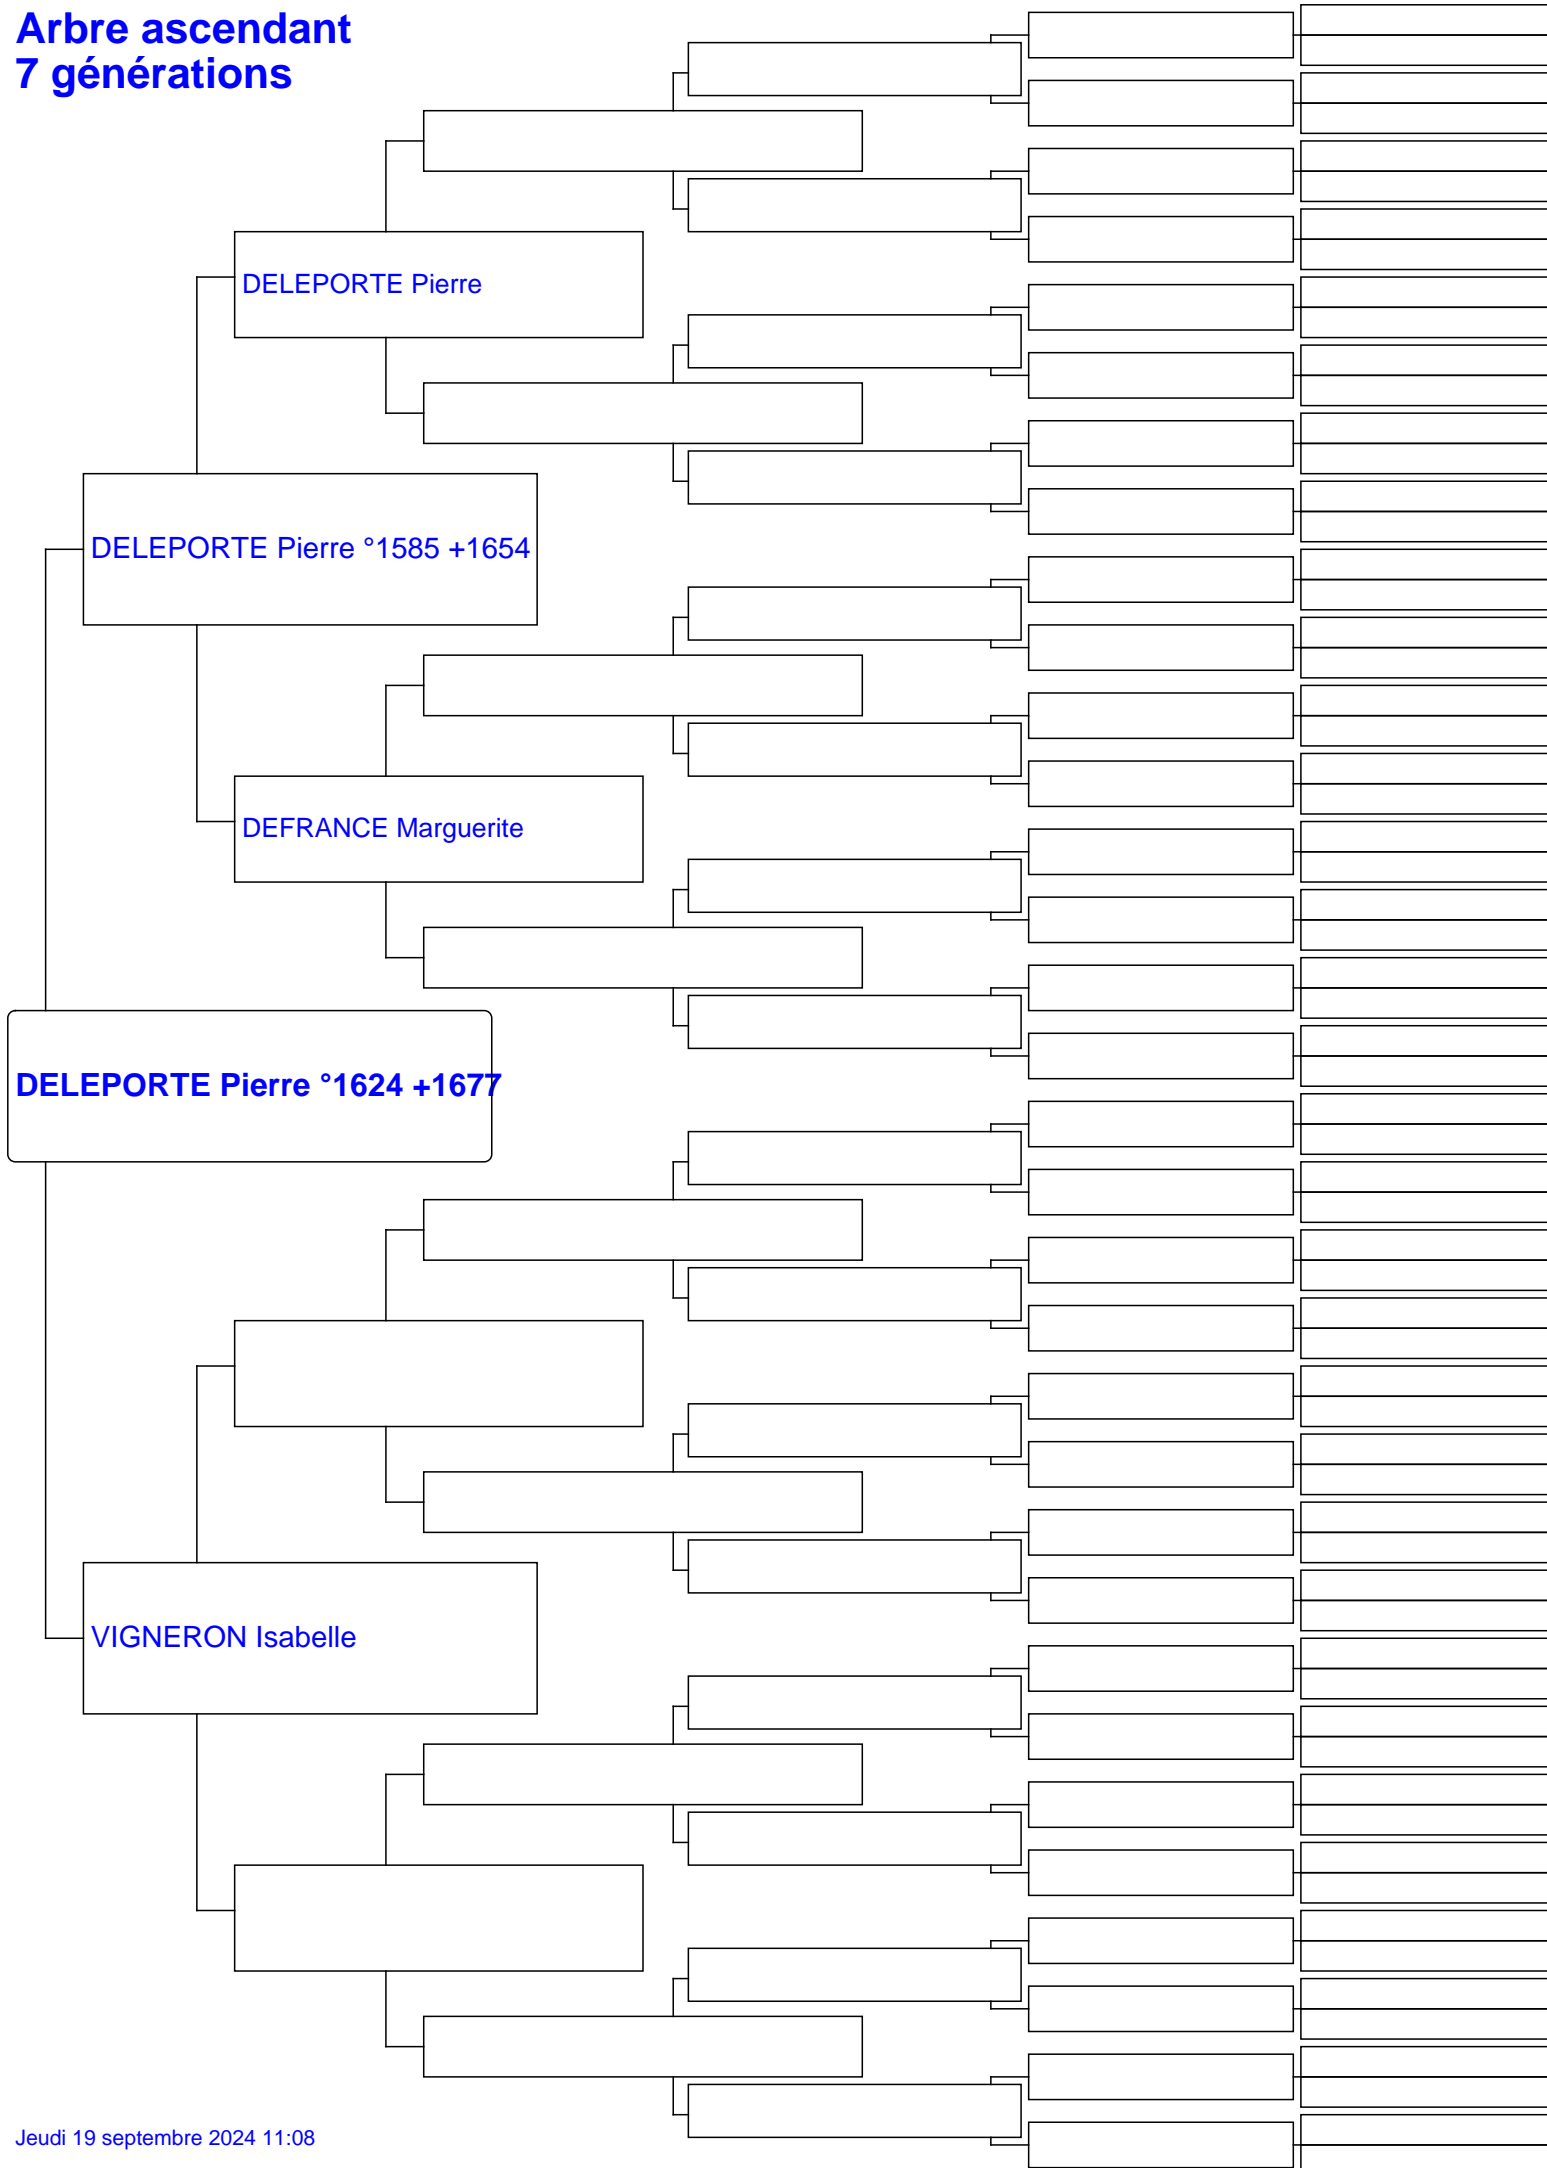 Arbre ascendant
7 générations
DELEPORTE Pierre
DELEPORTE Pierre °1585 +1654
DEFRANCE Marguerite
DELEPORTE Pierre °1624 +1677
VIGNERON Isabelle
Jeudi 19 septembre 2024 11:08